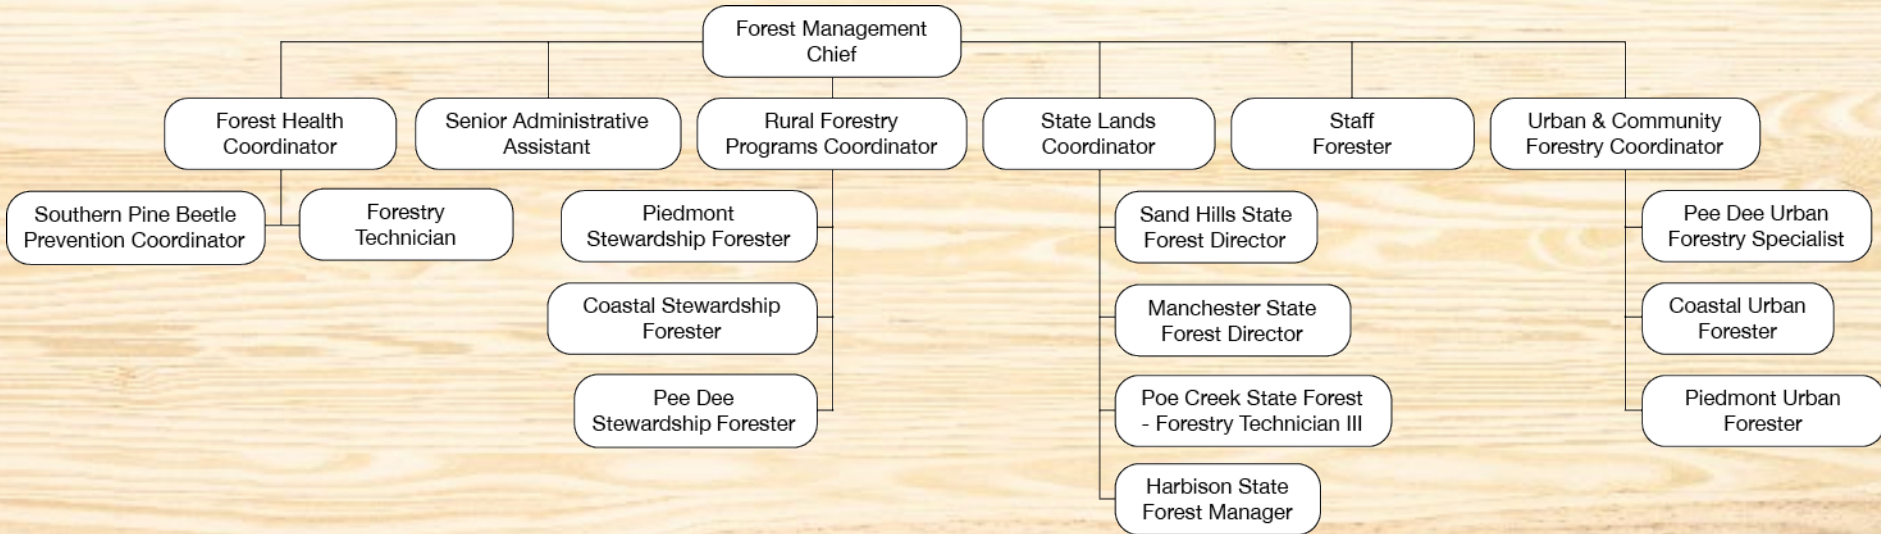 Forest Management
Chief
Forest Health
Coordinator
Senior Administrative
Assistant
Rural Forestry
Programs Coordinator
State Lands
Coordinator
Staff
Forester
Urban & Community
Forestry Coordinator
Southern Pine Beetle
Prevention Coordinator
Forestry
Technician
Piedmont
Stewardship Forester
Coastal Stewardship
Forester
Pee Dee
Stewardship Forester
Sand Hills State
Forest Director
Manchester State
Forest Director
Poe Creek State Forest
- Forestry Technician III
Harbison State
Forest Manager
Pee Dee Urban
Forestry Specialist
Coastal Urban
Forester
Piedmont Urban
Forester